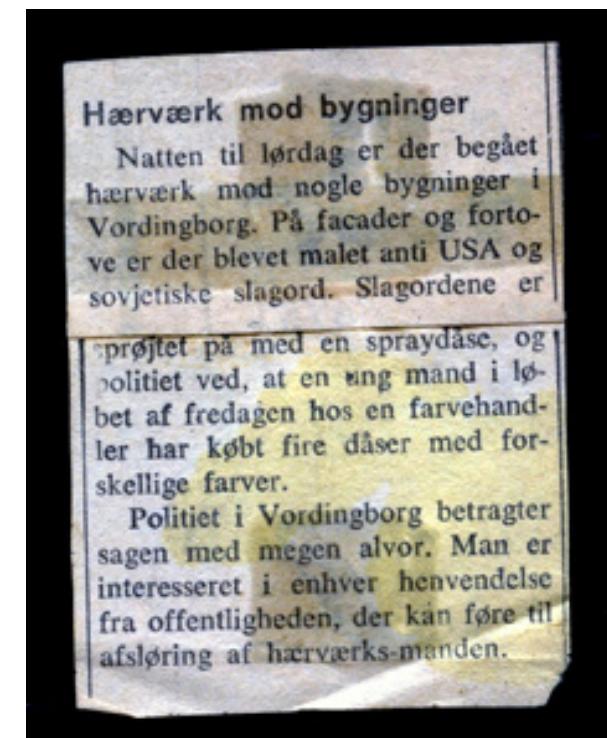 Hærværk mod bygninger
Natten til lørdag er der begået
hærværk mod nogle bygninger i
Vordingborg. På facader og forto-
ve er der blevet malet anti USA og
sovjetiske slagord. Slagordene er
sprøjtet på med en spraydåse, og
politiet ved, at en ung mand i lø-
bet af fredagen hos en farvehand-
ler har købt fire dåser med for-
skellige farver.
Politiet i Vordingborg betragter
sagen med megen alvor. Man er
interesseret i enhver henvendelse
fra offentligheden, der kan føre til
afsløring af hærværks-manden.